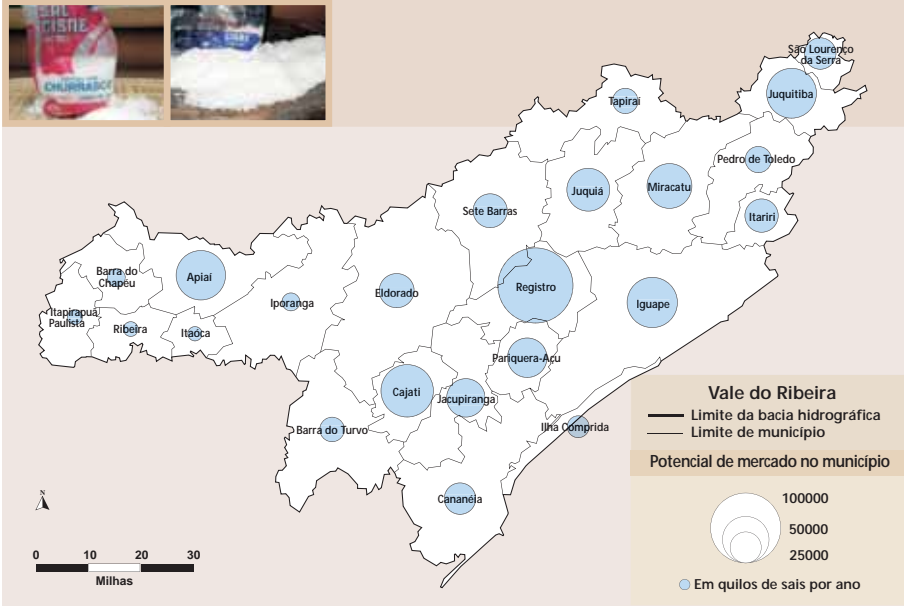 SAL
CISNE
CHURRASCO
São Lourenço
da Serra
Juquitiba
Tapiraí
Pedro de Toledo
Juquiá
Miracatu
Itariri
Sete Barras
Barra do
Chapéu
Apiaí
Registro
Iporanga
Eldorado
Iguape
Itapirapuã
Paulista
Ribeira
Itaoca
Pariquera-Açu
Cajati
Jacupiranga
Barra do Turvo
Ilha Comprida
Cananéia
N
0 10 20 30
Milhas
Vale do Ribeira
Limite da bacia hidrográfica
Limite de município
Potencial de mercado no município
100000
50000
25000
Em quilos de sais por ano